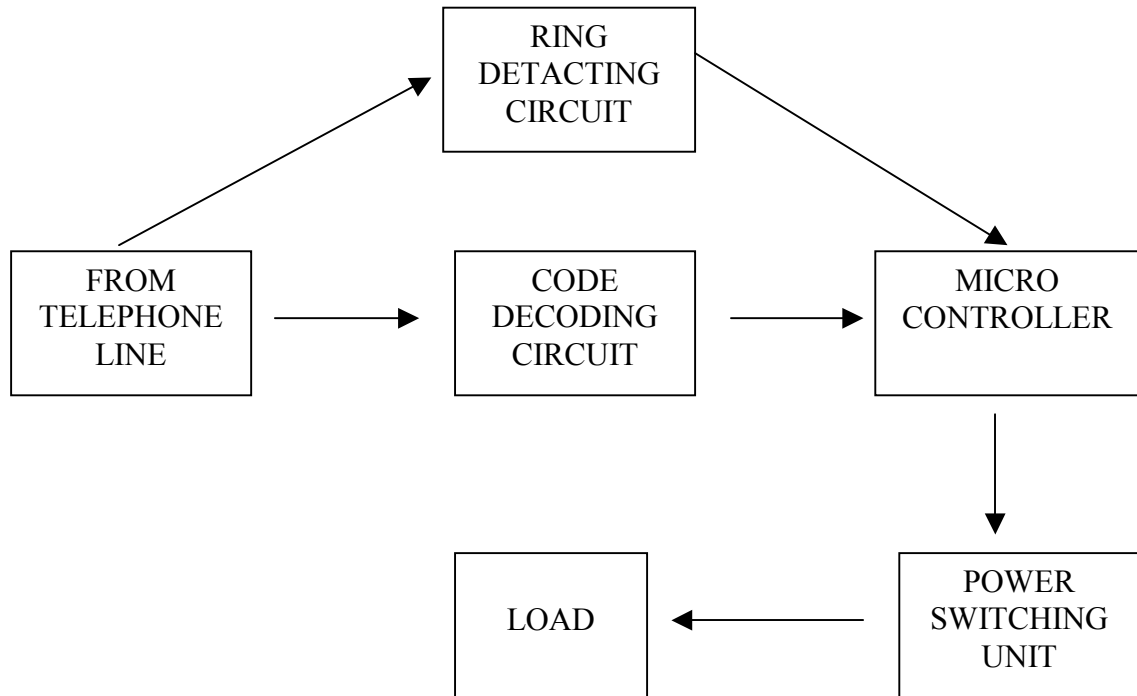 RING
DETACTING
CIRCUIT
FROM
TELEPHONE
LINE
CODE
DECODING
CIRCUIT
MICRO
CONTROLLER
LOAD
POWER
SWITCHING
UNIT